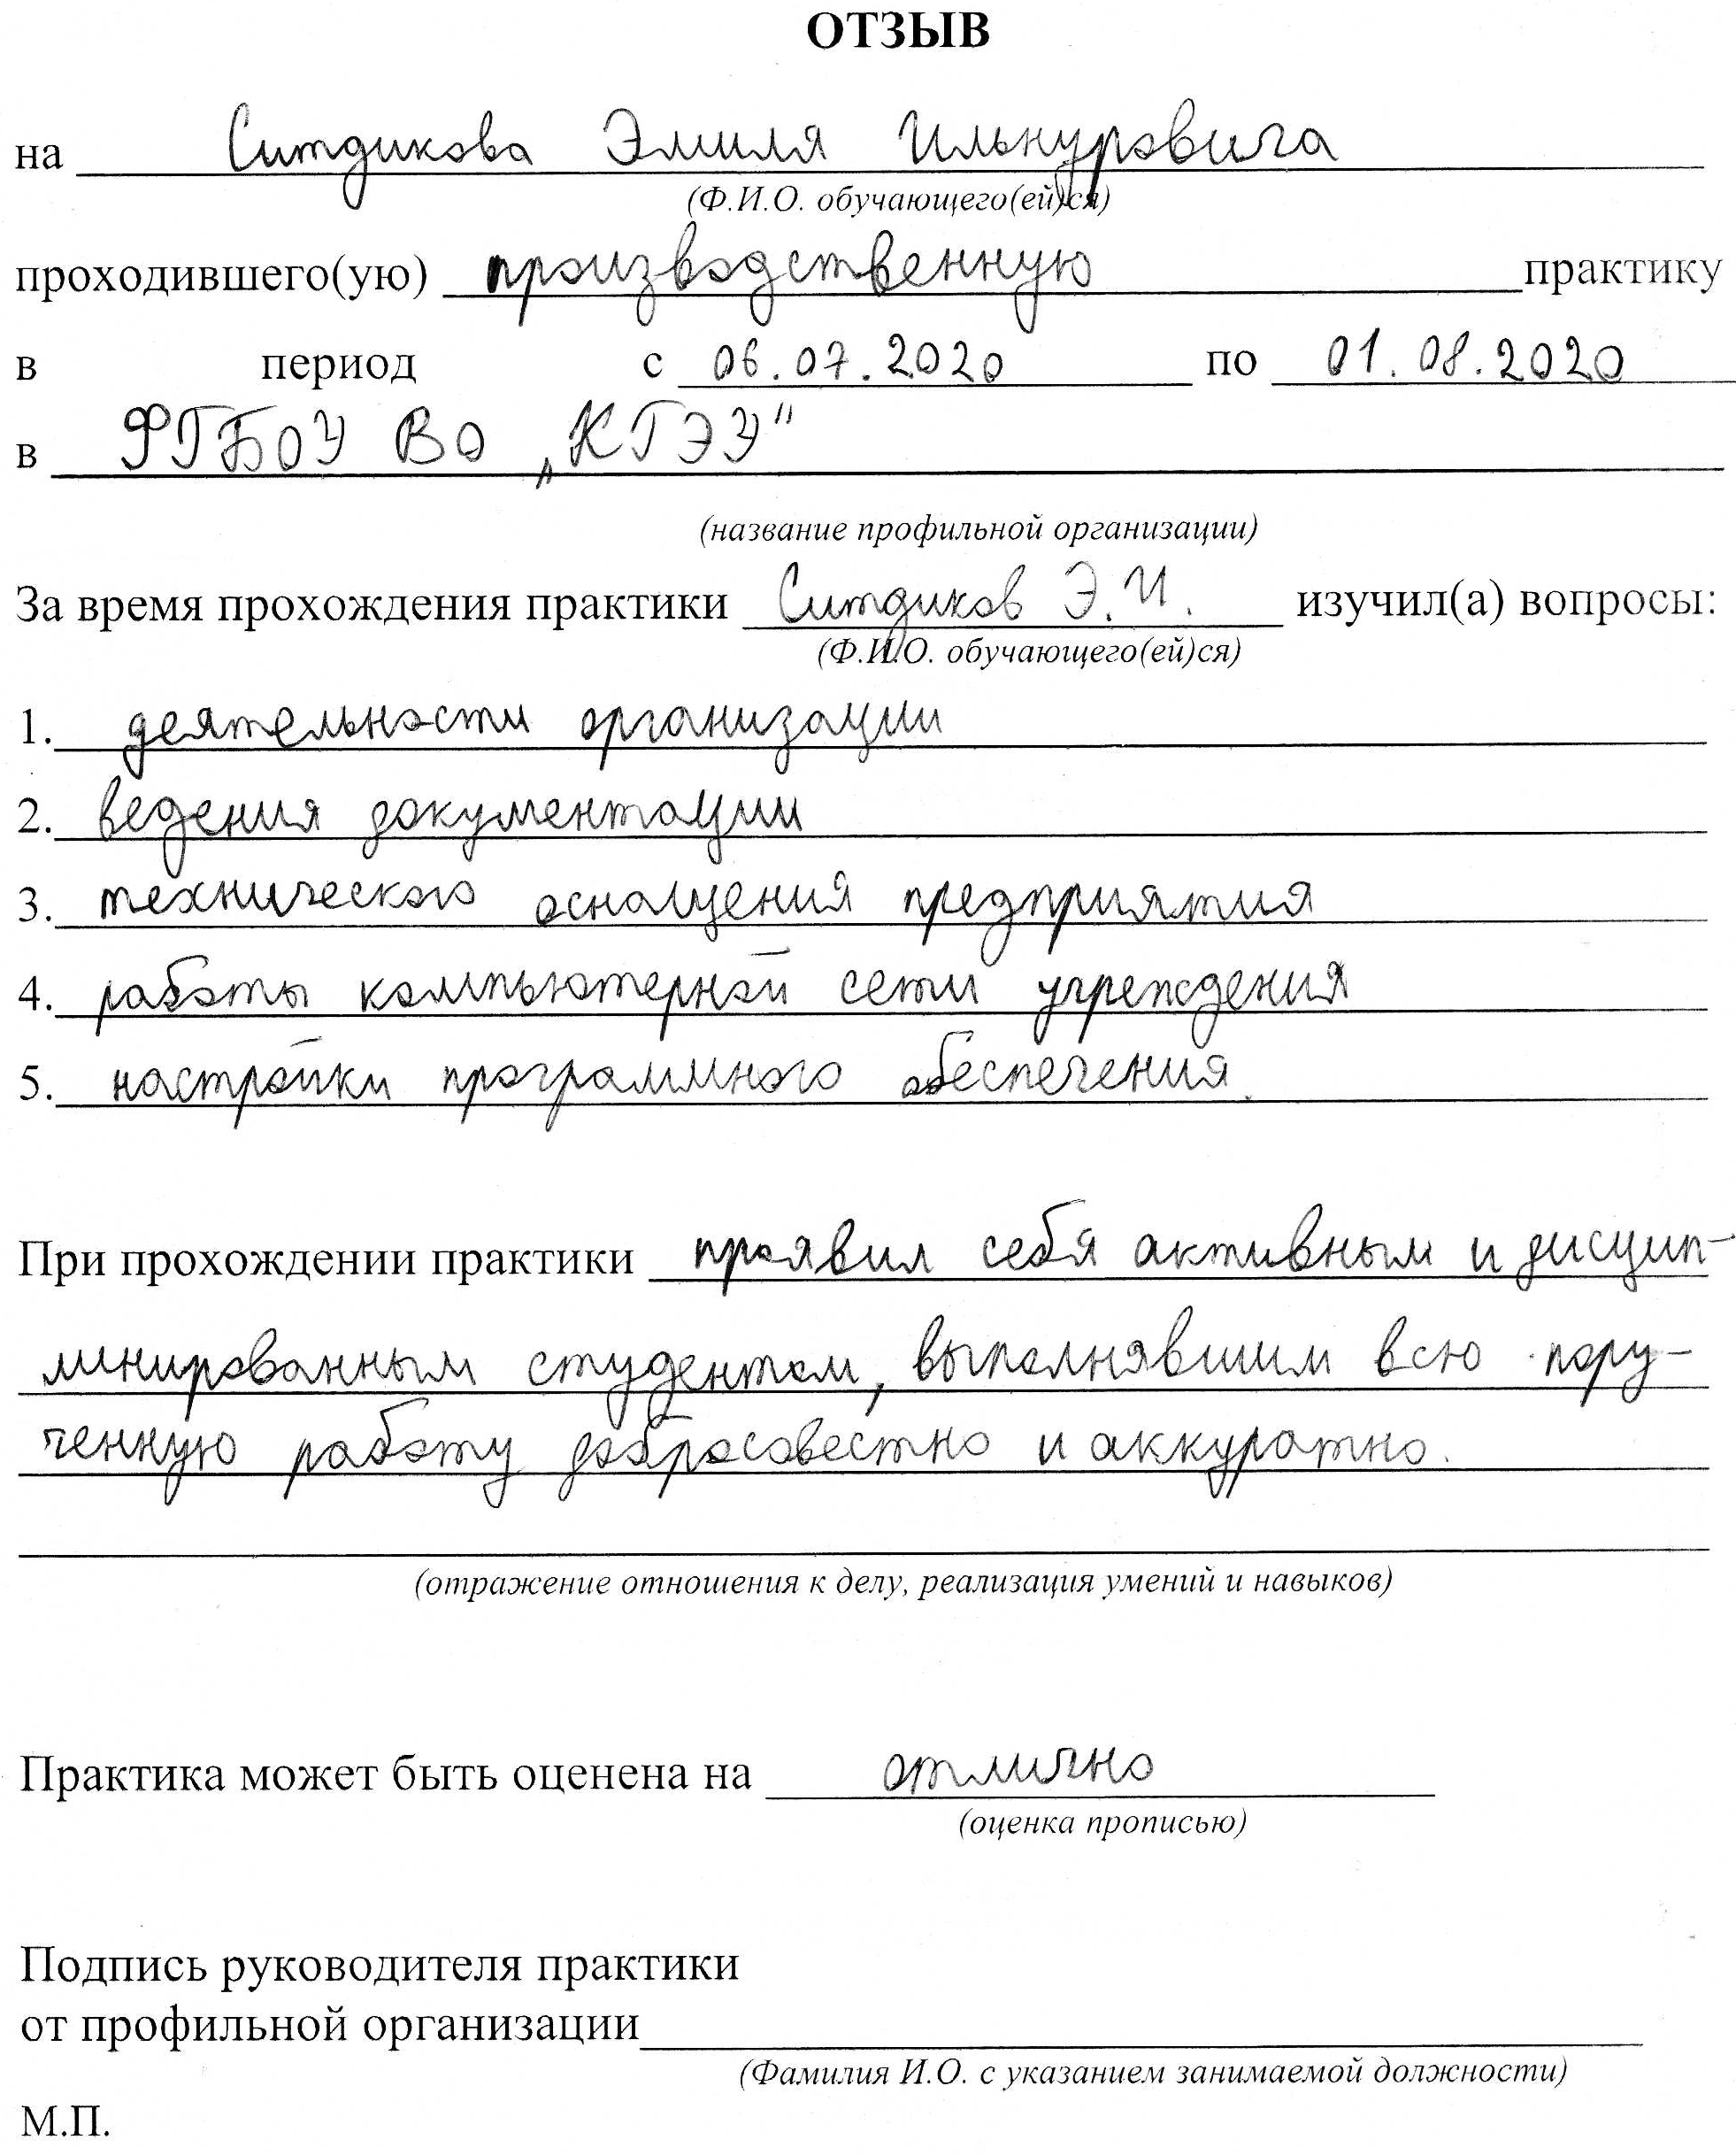 ОТЗЫВ
на Ситдикова Эмиля Ильнуровича
(Ф.И.О. обучающего(ей)ся)
проходившего(ую) производственную практику
в период с 06.07.2020 по 01.08.2020
в ФГБОУ ВО „КГЭУ"
(название профильной организации)
За время прохождения практики Ситдиков Э.И. изучил(а) вопросы:
(Ф.И.О. обучающего(ей)ся)
1. деятельности организации
2. ведения документации
3. технического оснащения предприятия
4. работы компьютерной сети учреждения
5. настройки программного обеспечения.
При прохождении практики проявил себя активным и дисцип-
линированным студентом, выполнявшим всю пору-
ченную работу добросовестно и аккуратно.
(отражение отношения к делу, реализация умений и навыков)
Практика может быть оценена на отлично
(оценка прописью)
Подпись руководителя практики
от профильной организации
(Фамилия И.О. с указанием занимаемой должности)
М.П.